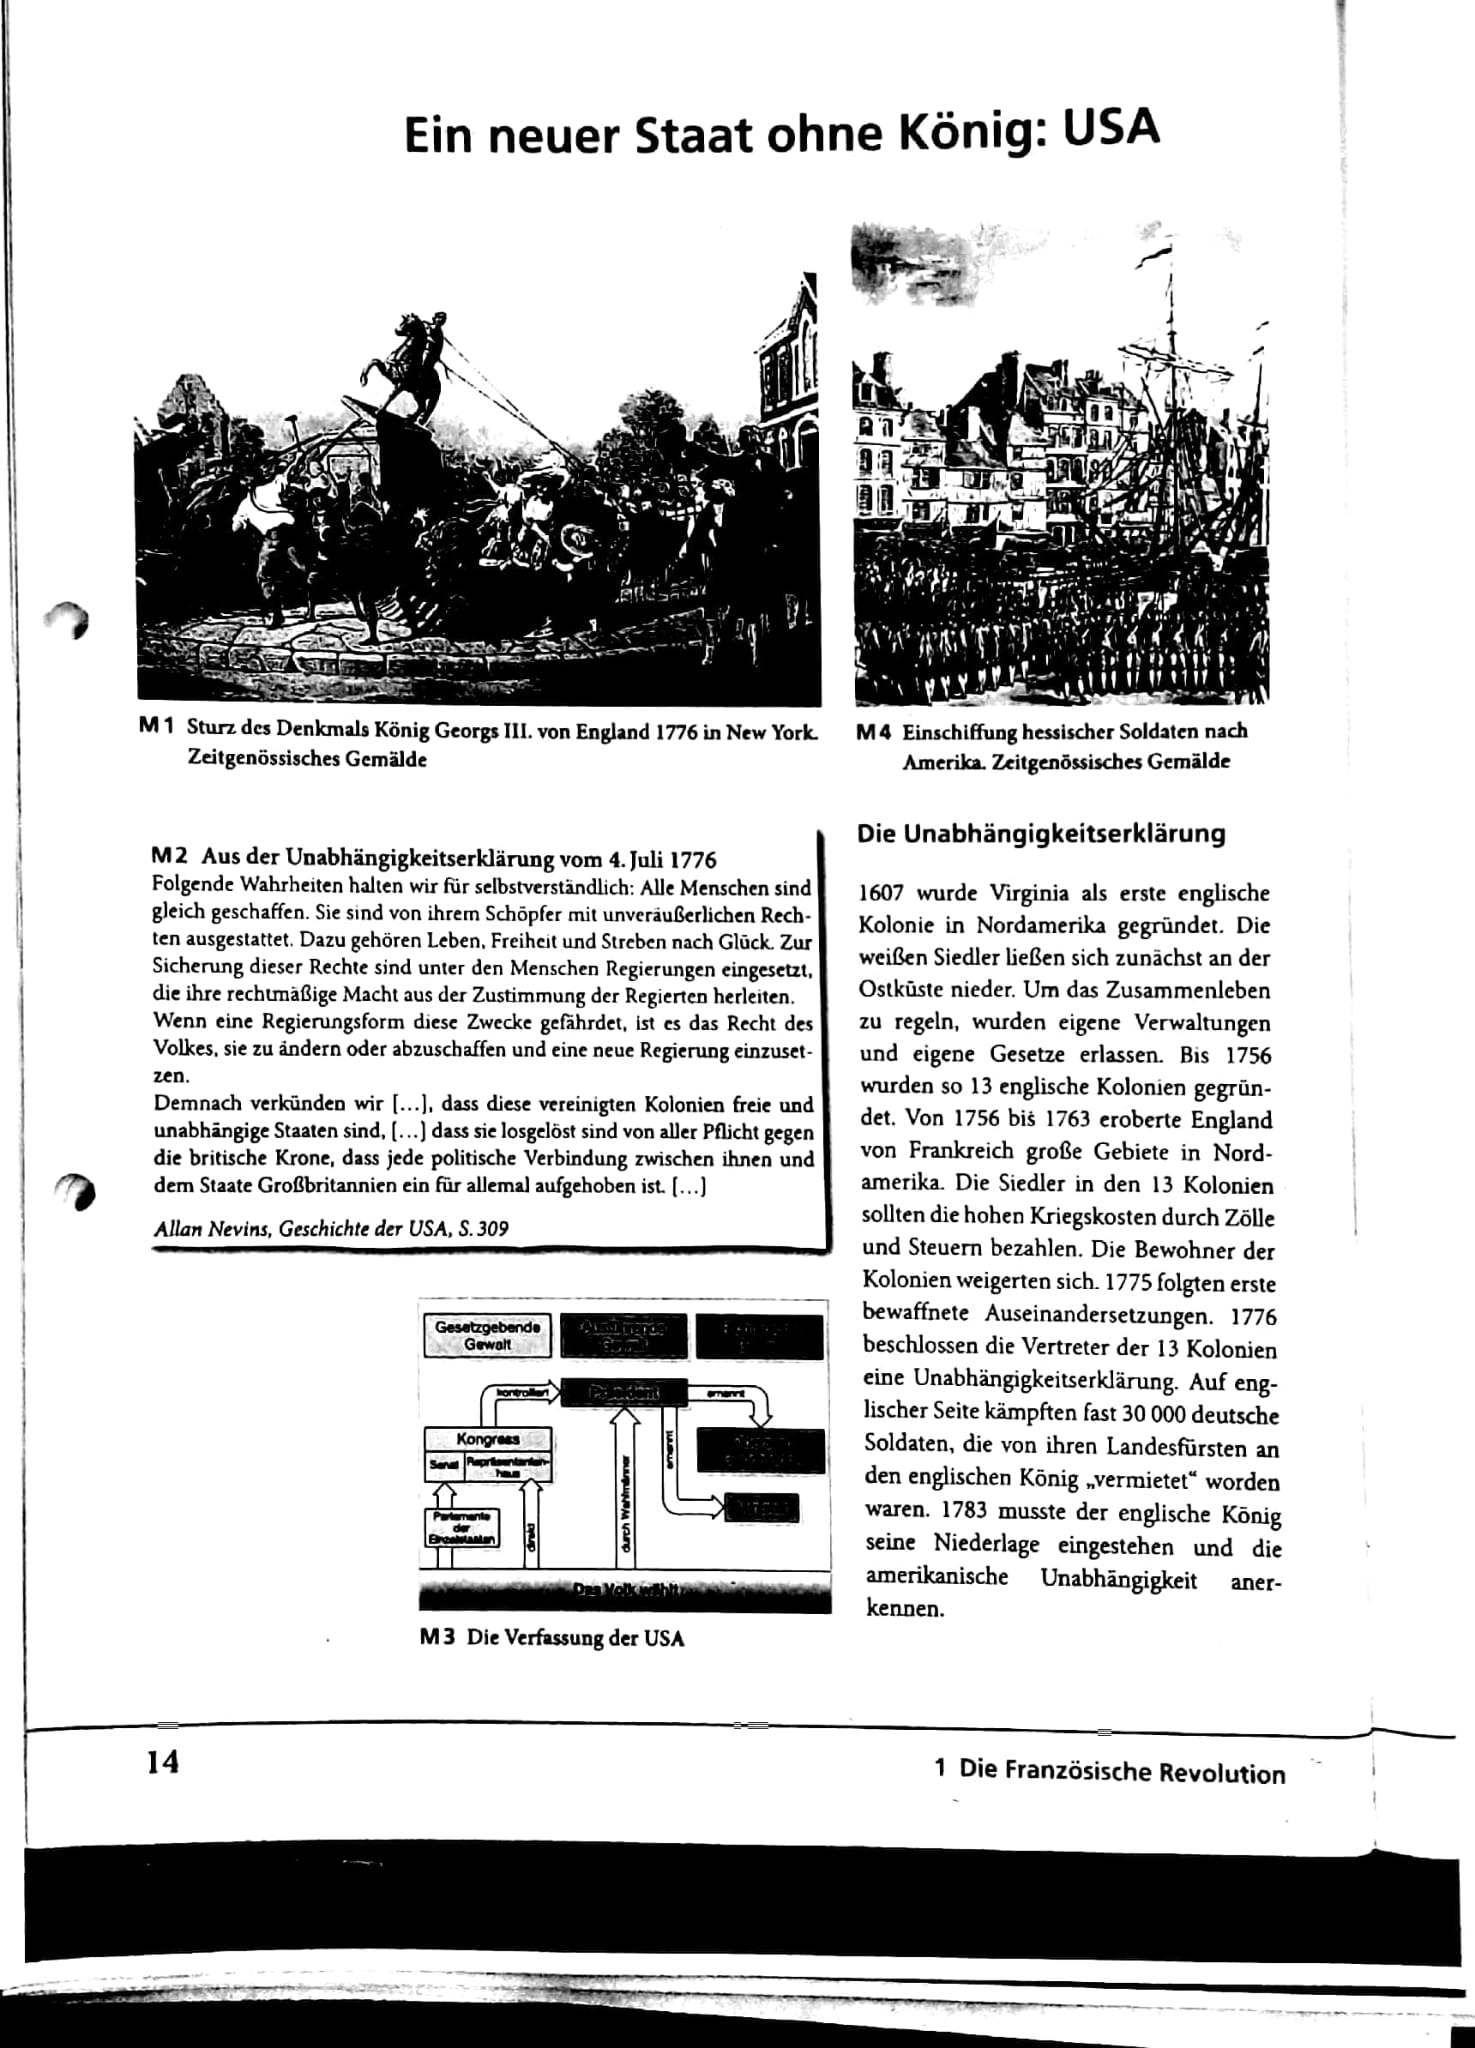 Ein neuer Staat ohne König: USA
M 1 Sturz des Denkmals König Georgs III. von England 1776 in New York.
Zeitgenössisches Gemälde
M 4 Einschiffung hessischer Soldaten nach
Amerika. Zeitgenössisches Gemälde
M 2 Aus der Unabhängigkeitserklärung vom 4. Juli 1776
Folgende Wahrheiten halten wir für selbstverständlich: Alle Menschen sind
gleich geschaffen. Sie sind von ihrem Schöpfer mit unveräußerlichen Rech-
ten ausgestattet. Dazu gehören Leben, Freiheit und Streben nach Glück. Zur
Sicherung dieser Rechte sind unter den Menschen Regierungen eingesetzt,
die ihre rechtmäßige Macht aus der Zustimmung der Regierten herleiten.
Wenn eine Regierungsform diese Zwecke gefährdet, ist es das Recht des
Volkes, sie zu ändern oder abzuschaffen und eine neue Regierung einzuset-
zen.
Demnach verkünden wir [...], dass diese vereinigten Kolonien freie und
unabhängige Staaten sind, [...] dass sie losgelöst sind von aller Pflicht gegen
die britische Krone, dass jede politische Verbindung zwischen ihnen und
dem Staate Großbritannien ein für allemal aufgehoben ist. [...]
Allan Nevins, Geschichte der USA, S. 309
Gesetzgebende
Gewalt
kontrolliert
Präsident
ernennt
Kongress
Senat
Repräsentanten-
haus
ernennt
Parlamente
der
Einzelstaaten
direkt
durch Wahlmänner
Das Volk wählt
M 3 Die Verfassung der USA
Die Unabhängigkeitserklärung
1607 wurde Virginia als erste englische
Kolonie in Nordamerika gegründet. Die
weißen Siedler ließen sich zunächst an der
Ostküste nieder. Um das Zusammenleben
zu regeln, wurden eigene Verwaltungen
und eigene Gesetze erlassen. Bis 1756
wurden so 13 englische Kolonien gegrün-
det. Von 1756 bis 1763 eroberte England
von Frankreich große Gebiete in Nord-
amerika. Die Siedler in den 13 Kolonien
sollten die hohen Kriegskosten durch Zölle
und Steuern bezahlen. Die Bewohner der
Kolonien weigerten sich. 1775 folgten erste
bewaffnete Auseinandersetzungen. 1776
beschlossen die Vertreter der 13 Kolonien
eine Unabhängigkeitserklärung. Auf eng-
lischer Seite kämpften fast 30 000 deutsche
Soldaten, die von ihren Landesfürsten an
den englischen König „vermietet“ worden
waren. 1783 musste der englische König
seine Niederlage eingestehen und die
amerikanische Unabhängigkeit aner-
kennen.
14
1 Die Französische Revolution